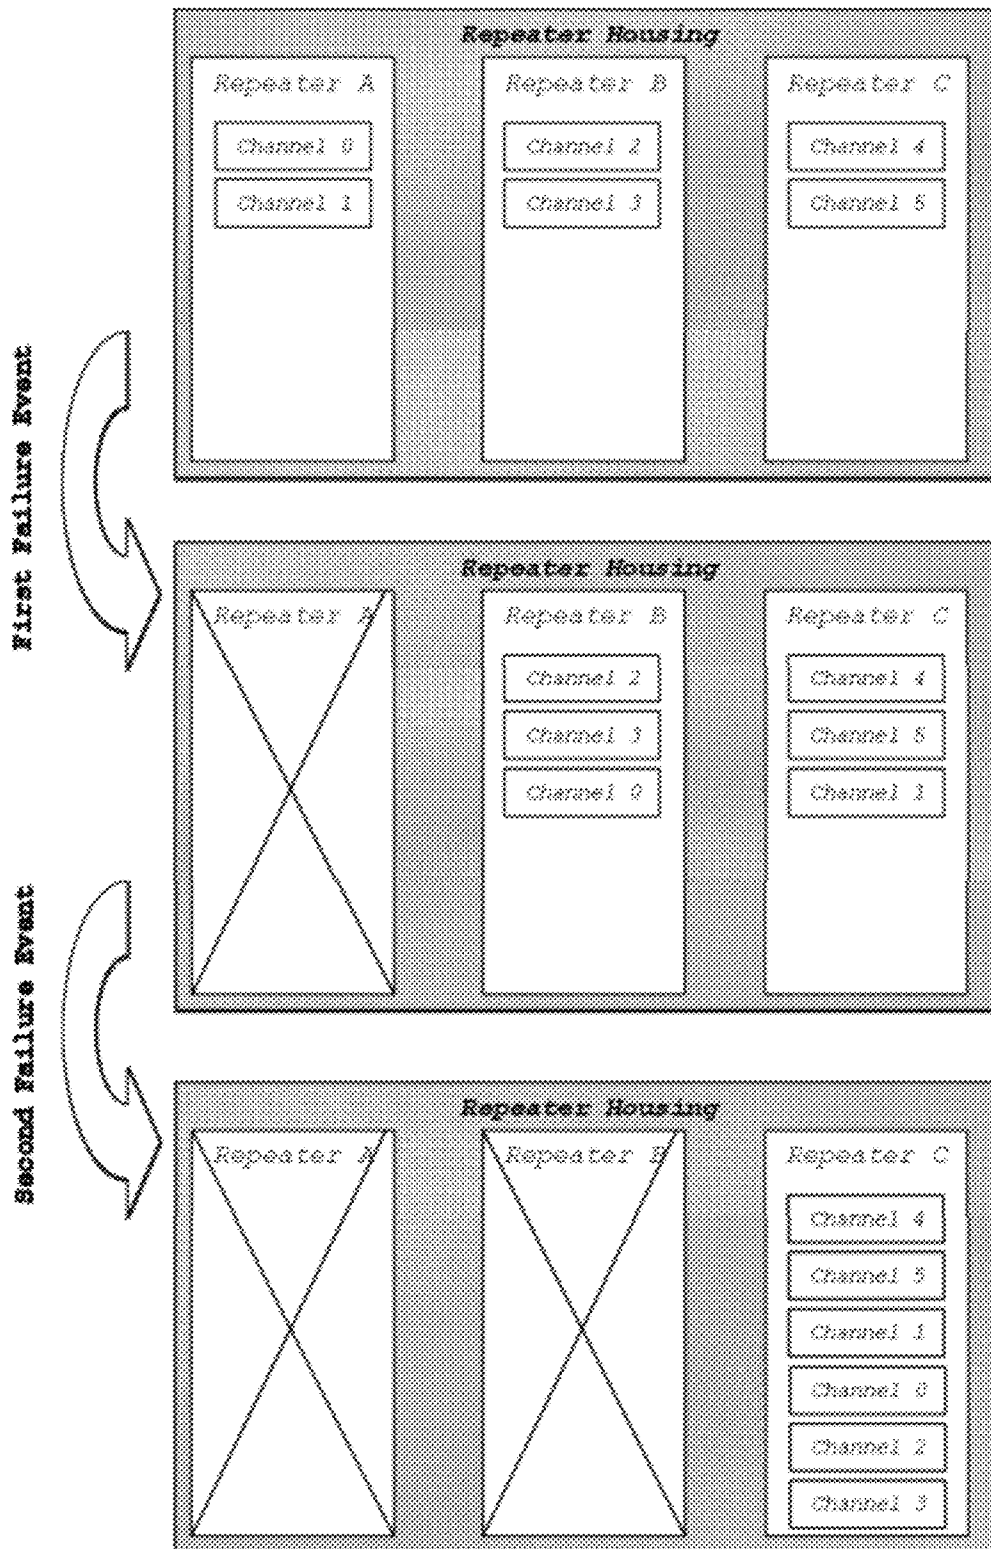 Repeater Housing
Repeater A
Channel 0
Channel 1
Repeater B
Channel 2
Channel 3
Repeater C
Channel 4
Channel 5
First Failure Event
Repeater Housing
Repeater A
Repeater B
Channel 2
Channel 3
Channel 0
Repeater C
Channel 4
Channel 5
Channel 1
Second Failure Event
Repeater Housing
Repeater A
Repeater B
Repeater C
Channel 4
Channel 5
Channel 1
Channel 0
Channel 2
Channel 3